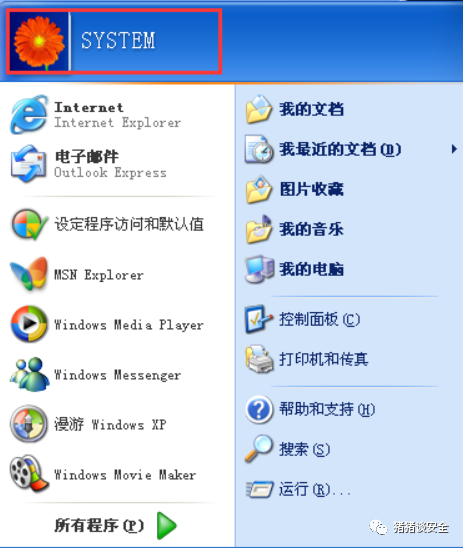 SYSTEM
Internet
Internet Explorer
电子邮件
Outlook Express
设定程序访问和默认值
MSN Explorer
Windows Media Player
Windows Messenger
漫游 Windows XP
Windows Movie Maker
所有程序(P)
我的文档
我最近的文档(D)
图片收藏
我的音乐
我的电脑
控制面板(C)
打印机和传真
帮助和支持(H)
搜索(S)
运行(R)...
猪猪谈安全